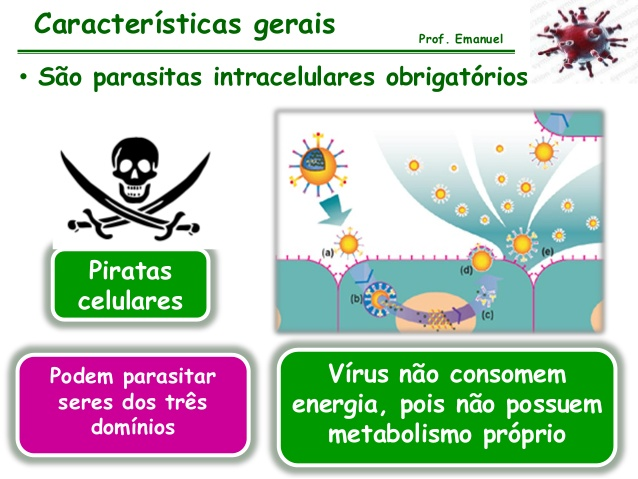 Características gerais
Prof. Emanuel
• São parasitas intracelulares obrigatórios
Piratas
celulares
(a)
(b)
(c)
(d)
(e)
Podem parasitar
seres dos três
domínios
Vírus não consomem
energia, pois não possuem
metabolismo próprio